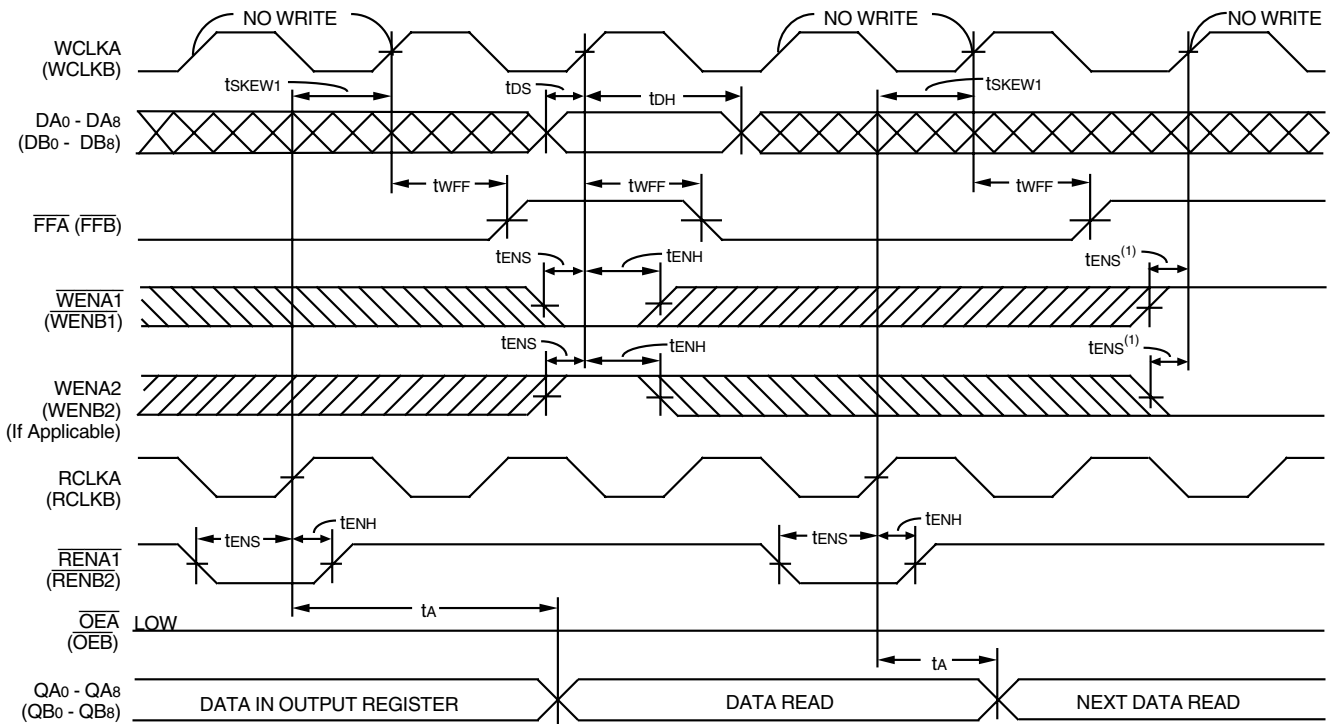 NO WRITE
NO WRITE
NO WRITE
WCLKA
(WCLKB)
tSKEW1
tDS
tDH
tSKEW1
DA0 - DA8
(DB0 - DB8)
tWFF
tWFF
tWFF
FFA (FFB)
tENS
tENH
tENS(1)
WENA1
(WENB1)
tENS
tENH
tENS(1)
WENA2
(WENB2)
(If Applicable)
RCLKA
(RCLKB)
tENS
tENH
tENS
tENH
RENA1
(RENB2)
tA
OEA LOW
(OEB)
tA
QA0 - QA8
(QB0 - QB8)
DATA IN OUTPUT REGISTER
DATA READ
NEXT DATA READ